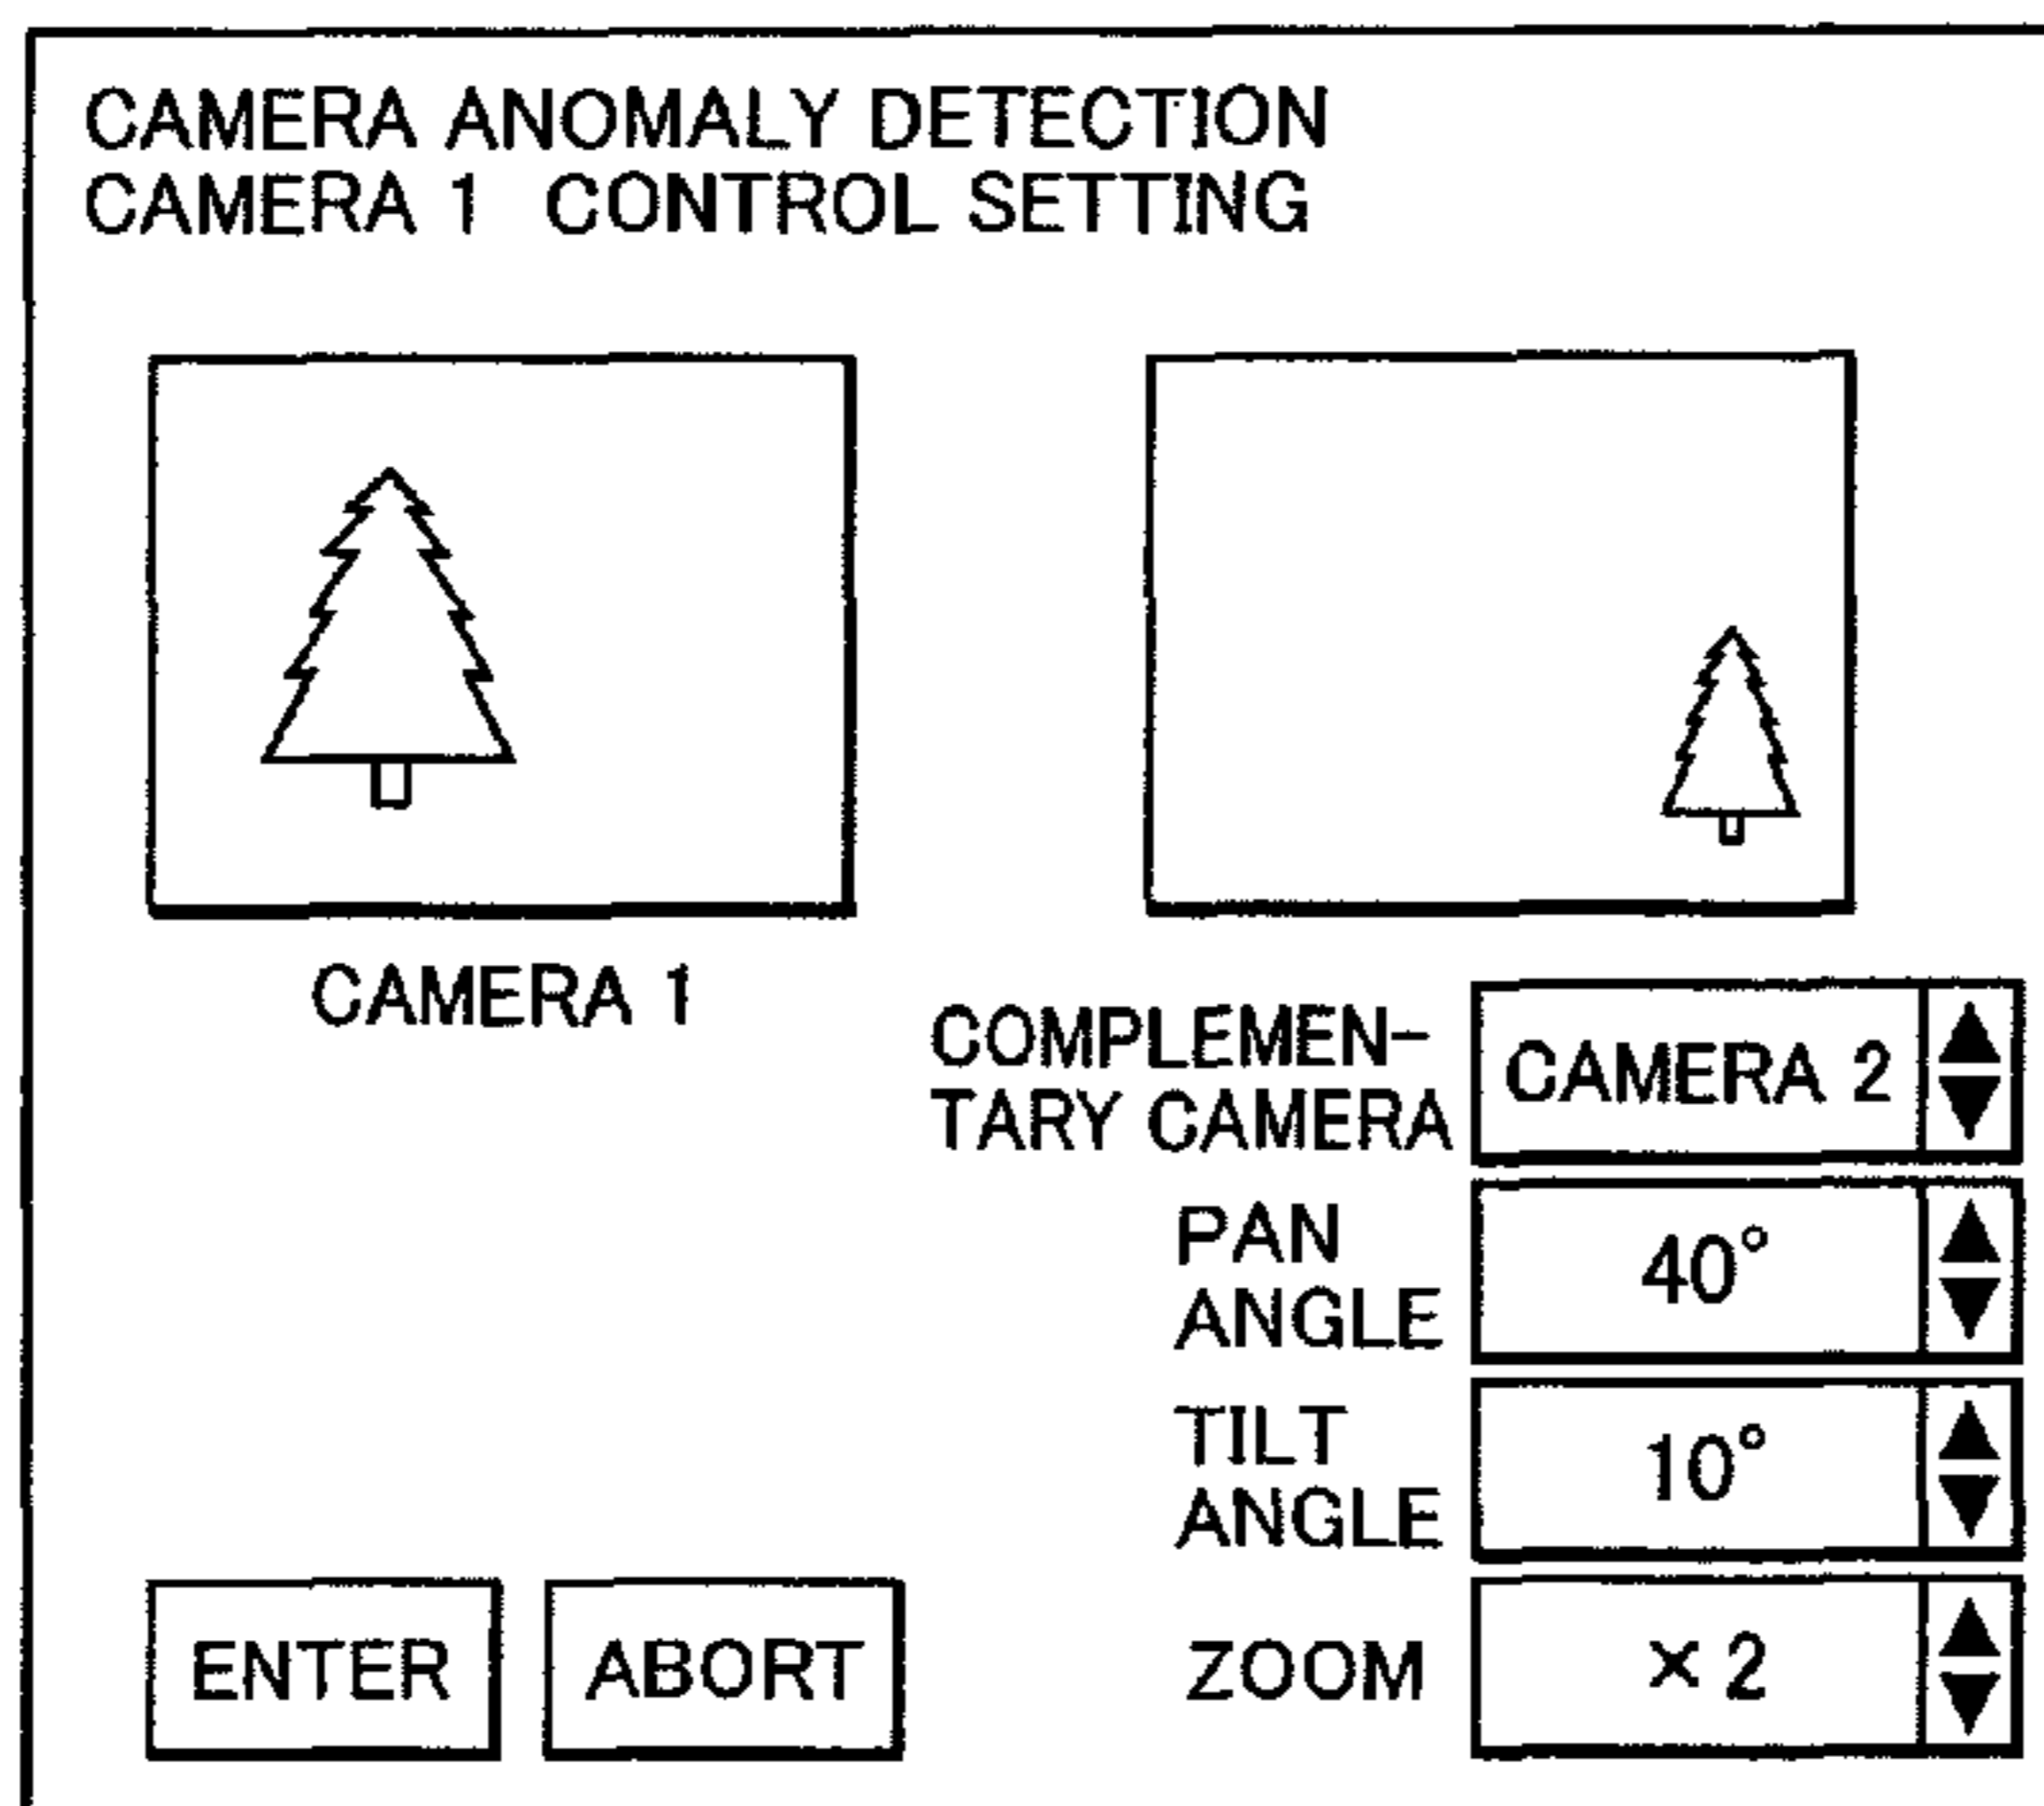 CAMERA ANOMALY DETECTION
CAMERA 1 CONTROL SETTING
CAMERA 1
COMPLEMEN-
TARY CAMERA
CAMERA 2
PAN
ANGLE
40°
TILT
ANGLE
10°
ENTER
ABORT
ZOOM
×2